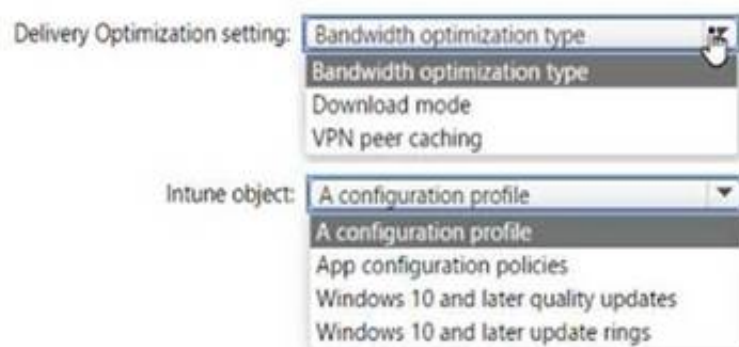 Delivery Optimization setting: Bandwidth optimization type
Bandwidth optimization type
Download mode
VPN peer caching
Intune object: A configuration profile
A configuration profile
App configuration policies
Windows 10 and later quality updates
Windows 10 and later update rings